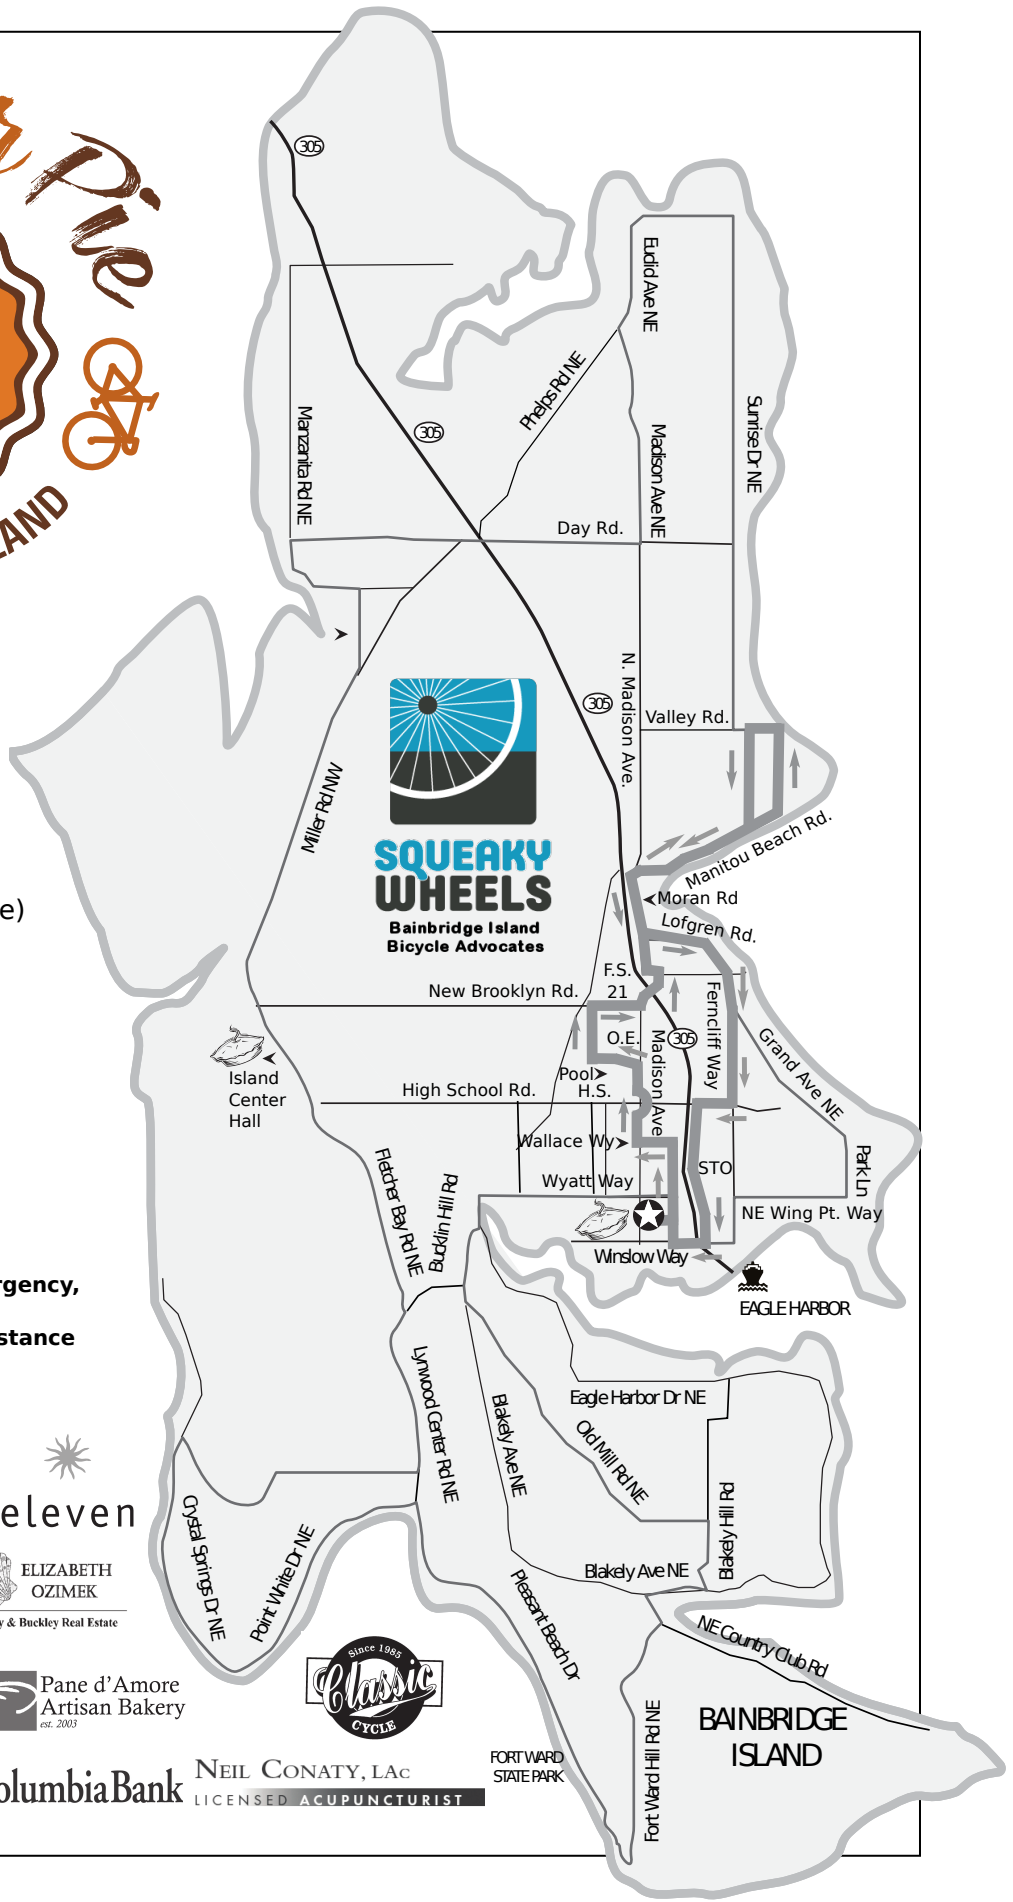 Pie
LAND
305
305
305
305
Euclid Ave NE
Phelps Rd NE
Manzanita Rd NE
Madison Ave NE
Sunrise Dr NE
Day Rd.
N. Madison Ave.
Valley Rd.
Miller Rd NW
Manitou Beach Rd.
SQUEAKY
WHEELS
Bainbridge Island
Bicycle Advocates
e)
Moran Rd
Lofgren Rd.
F.S.
21
New Brooklyn Rd.
Ferncliff Way
O.E.
Madison Ave
Grand Ave NE
Island
Center
Hall
Pool
H.S.
High School Rd.
Wallace Wy
Wyatt Way
STO
Park Ln
NE Wing Pt. Way
Winslow Way
EAGLE HARBOR
Fletcher Bay Rd NE
Bucklin Hill Rd
rgency,
stance
Lynwood Center Rd NE
Blakely Ave NE
Eagle Harbor Dr NE
Old Mill Rd NE
Blakely Hill Rd
Blakely Ave NE
Crystal Springs Dr NE
Point White Dr NE
Pleasant Beach Dr
NE Country Club Rd
eleven
ELIZABETH
OZIMEK
y & Buckley Real Estate
Since 1985
Classic
CYCLE
Pane d’Amore
Artisan Bakery
est. 2003
BAINBRIDGE
ISLAND
Fort Ward Hill Rd NE
FORT WARD
STATE PARK
olumbia Bank
NEIL CONATY, LAC
LICENSED ACUPUNCTURIST